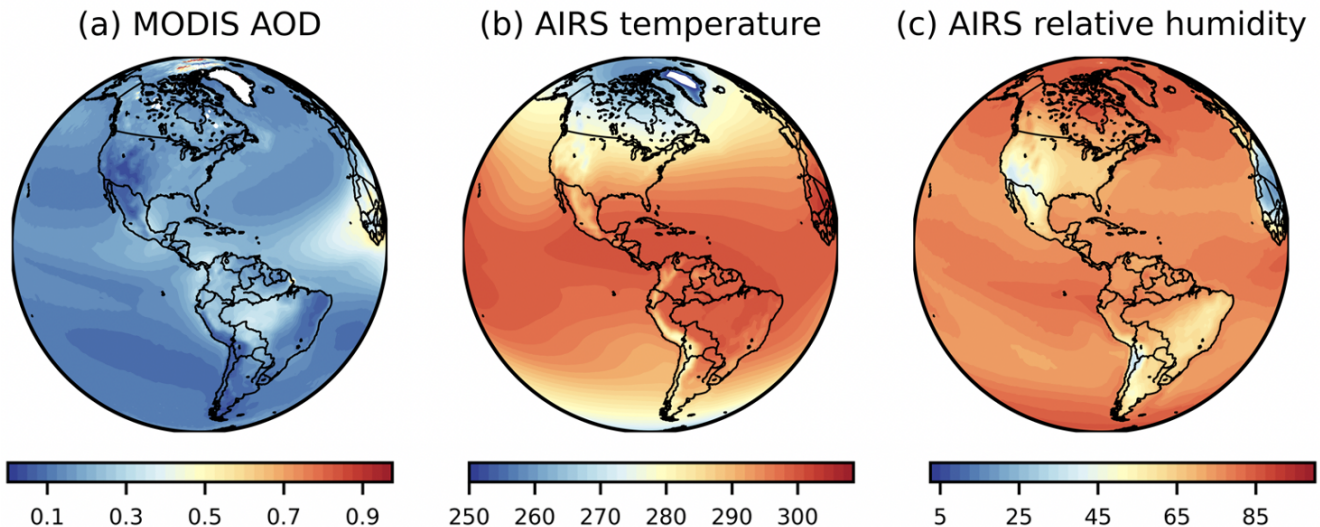 (a) MODIS AOD
(b) AIRS temperature
(c) AIRS relative humidity
0.1 0.3 0.5 0.7 0.9
250 260 270 280 290 300
5 25 45 65 85